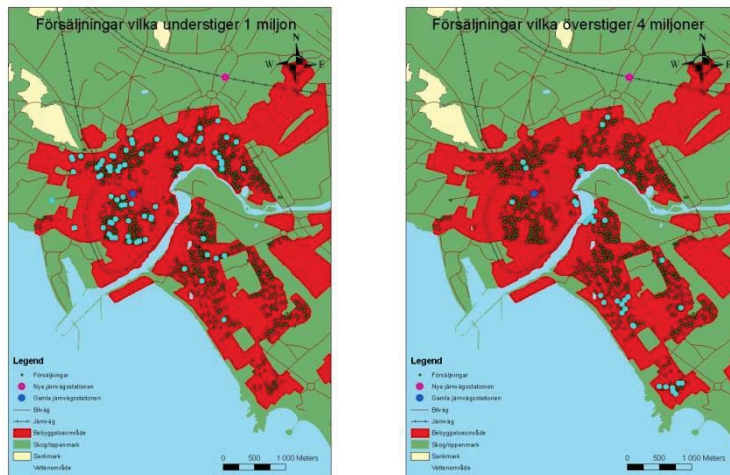 Försäljningar vilka understiger 1 miljon
N
W E
Legend
Försäljningar
Nya järnvägsstationen
Gamla järnvägsstationen
Bilväg
Järnväg
Bebyggelseområde
Skog/öppenmark
Sankmark
Vattenområde
0 250 500 1 000 Meters
Försäljningar vilka överstiger 4 miljoner
N
W E
Legend
Försäljningar
Nya järnvägsstationen
Gamla järnvägsstationen
Bilväg
Järnväg
Bebyggelseområde
Skog/öppenmark
Sankmark
Vattenområde
0 250 500 1 000 Meters